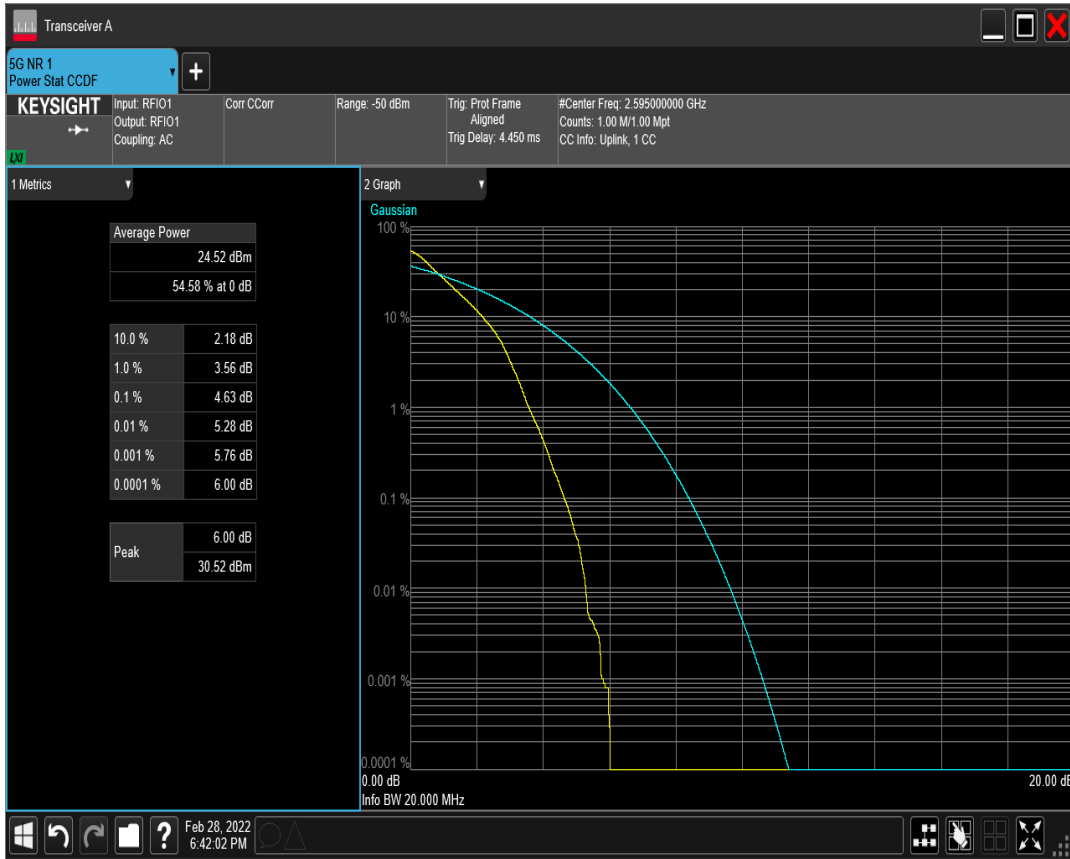 Transceiver A
5G NR 1
Power Stat CCDF
+
KEYSIGHT
LXI
Input: RFIO1
Output: RFIO1
Coupling: AC
Corr CCorr
Range: -50 dBm
Trig: Prot Frame
Aligned
Trig Delay: 4.450 ms
#Center Freq: 2.595000000 GHz
Counts: 1.00 M/1.00 Mpt
CC Info: Uplink, 1 CC
1 Metrics
Average Power
24.52 dBm
54.58 % at 0 dB
10.0 % 2.18 dB
1.0 % 3.56 dB
0.1 % 4.63 dB
0.01 % 5.28 dB
0.001 % 5.76 dB
0.0001 % 6.00 dB
Peak
6.00 dB
30.52 dBm
2 Graph
Gaussian
100 %
10 %
1 %
0.1 %
0.01 %
0.001 %
0.0001 %
0.00 dB 20.00 dB
Info BW 20.000 MHz
?
Feb 28, 2022
6:42:02 PM